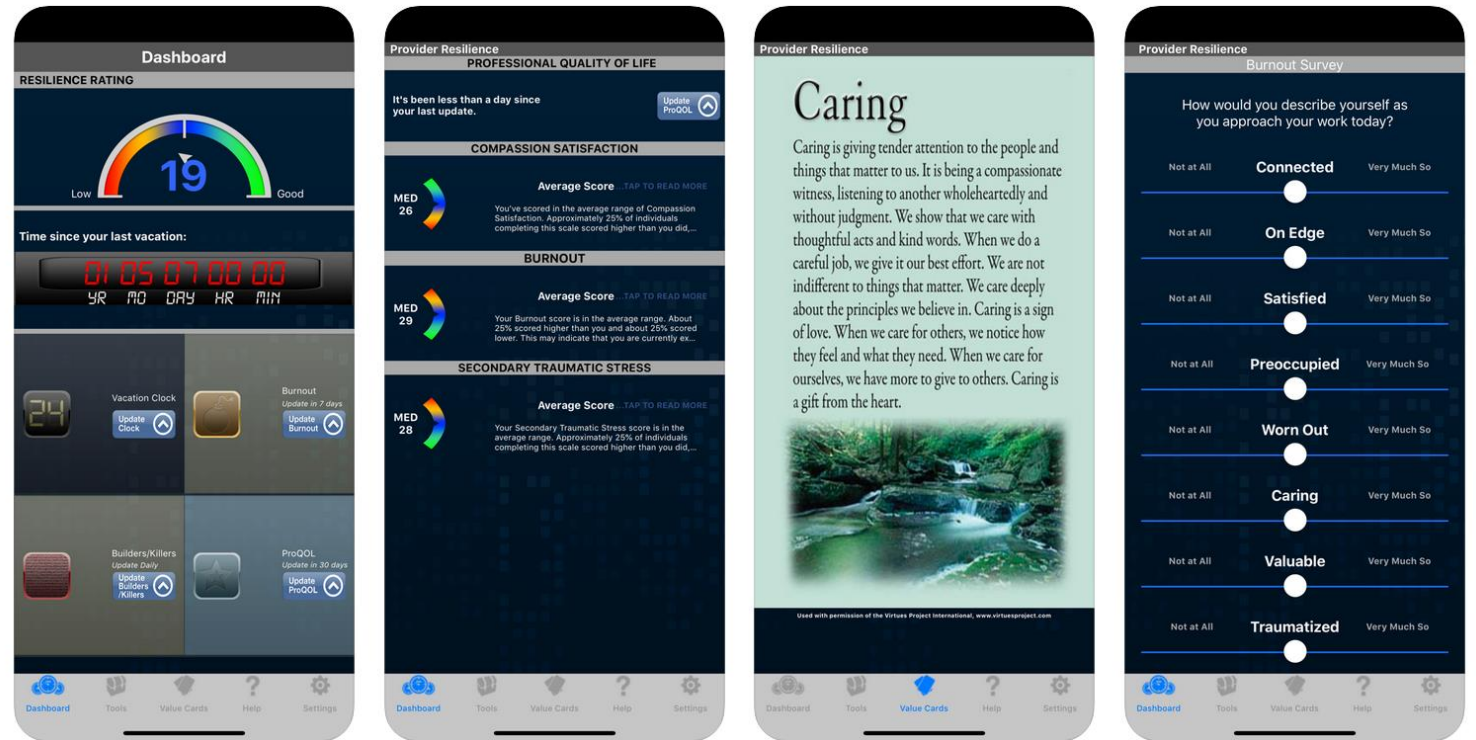 Dashboard
RESILIENCE RATING
19
Low
Good
Time since your last vacation:
01 05 07 00 00
YR MO DAY HR MIN
24
Vacation Clock
Update
Clock
Burnout
Update in 7 days
Update
Burnout
Builders/Killers
Update Daily
Update
Builders
/Killers
ProQOL
Update in 30 days
Update
ProQOL
Dashboard Tools Value Cards Help Settings
Provider Resilience
PROFESSIONAL QUALITY OF LIFE
It's been less than a day since
your last update.
Update
ProQOL
COMPASSION SATISFACTION
MED
26
Average Score ...TAP TO READ MORE
You've scored in the average range of Compassion
Satisfaction. Approximately 25% of individuals
completing this scale scored higher than you did,...
BURNOUT
MED
29
Average Score ...TAP TO READ MORE
Your Burnout score is in the average range. About
25% scored higher than you and about 25% scored
lower. This may indicate that you are currently ex...
SECONDARY TRAUMATIC STRESS
MED
28
Average Score ...TAP TO READ MORE
Your Secondary Traumatic Stress score is in the
average range. Approximately 25% of individuals
completing this scale scored higher than you did,...
Dashboard Tools Value Cards Help Settings
Provider Resilience
Caring
Caring is giving tender attention to the people and
things that matter to us. It is being a compassionate
witness, listening to another wholeheartedly and
without judgment. We show that we care with
thoughtful acts and kind words. When we do a
careful job, we give it our best effort. We are not
indifferent to things that matter. We care deeply
about the principles we believe in. Caring is a sign
of love. When we care for others, we notice how
they feel and what they need. When we care for
ourselves, we have more to give to others. Caring is
a gift from the heart.
Used with permission of the Virtues Project International, www.virtuesproject.com
Dashboard Tools Value Cards Help Settings
Provider Resilience
Burnout Survey
How would you describe yourself as
you approach your work today?
Not at All Connected Very Much So
Not at All On Edge Very Much So
Not at All Satisfied Very Much So
Not at All Preoccupied Very Much So
Not at All Worn Out Very Much So
Not at All Caring Very Much So
Not at All Valuable Very Much So
Not at All Traumatized Very Much So
Dashboard Tools Value Cards Help Settings